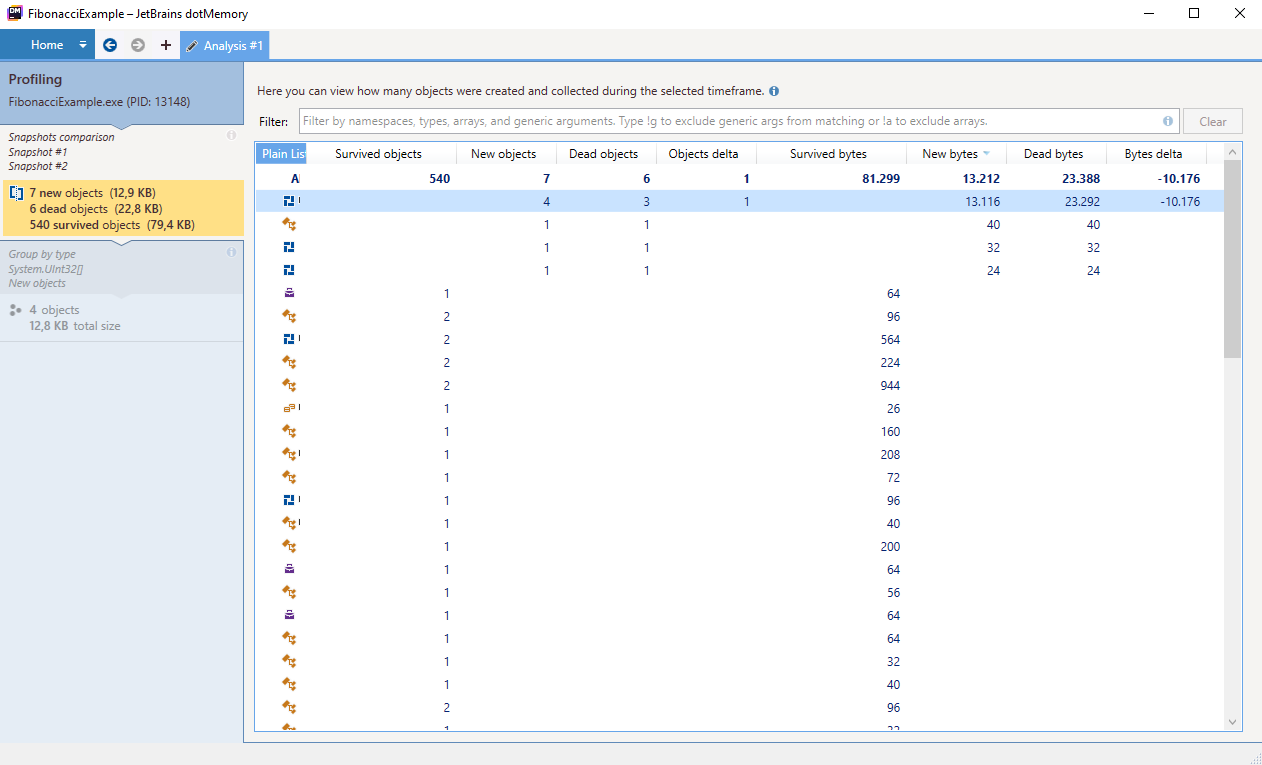 FibonacciExample – JetBrains dotMemory
Home
Analysis #1
Profiling
FibonacciExample.exe (PID: 13148)
Snapshots comparison
Snapshot #1
Snapshot #2
7 new objects (12,9 KB)
6 dead objects (22,8 KB)
540 survived objects (79,4 KB)
Group by type
System.UInt32[]
New objects
4 objects
12,8 KB total size
Here you can view how many objects were created and collected during the selected timeframe.
Filter: Filter by namespaces, types, arrays, and generic arguments. Type !g to exclude generic args from matching or !a to exclude arrays. Clear
Plain List Survived objects New objects Dead objects Objects delta Survived bytes New bytes Dead bytes Bytes delta
540 7 6 1 81.299 13.212 23.388 -10.176
4 3 1 13.116 23.292 -10.176
1 1 40 40
1 1 32 32
1 1 24 24
1 64
2 96
2 564
2 224
2 944
1 26
1 160
1 208
1 72
1 96
1 40
1 200
1 64
1 56
1 64
1 64
1 32
1 40
2 96